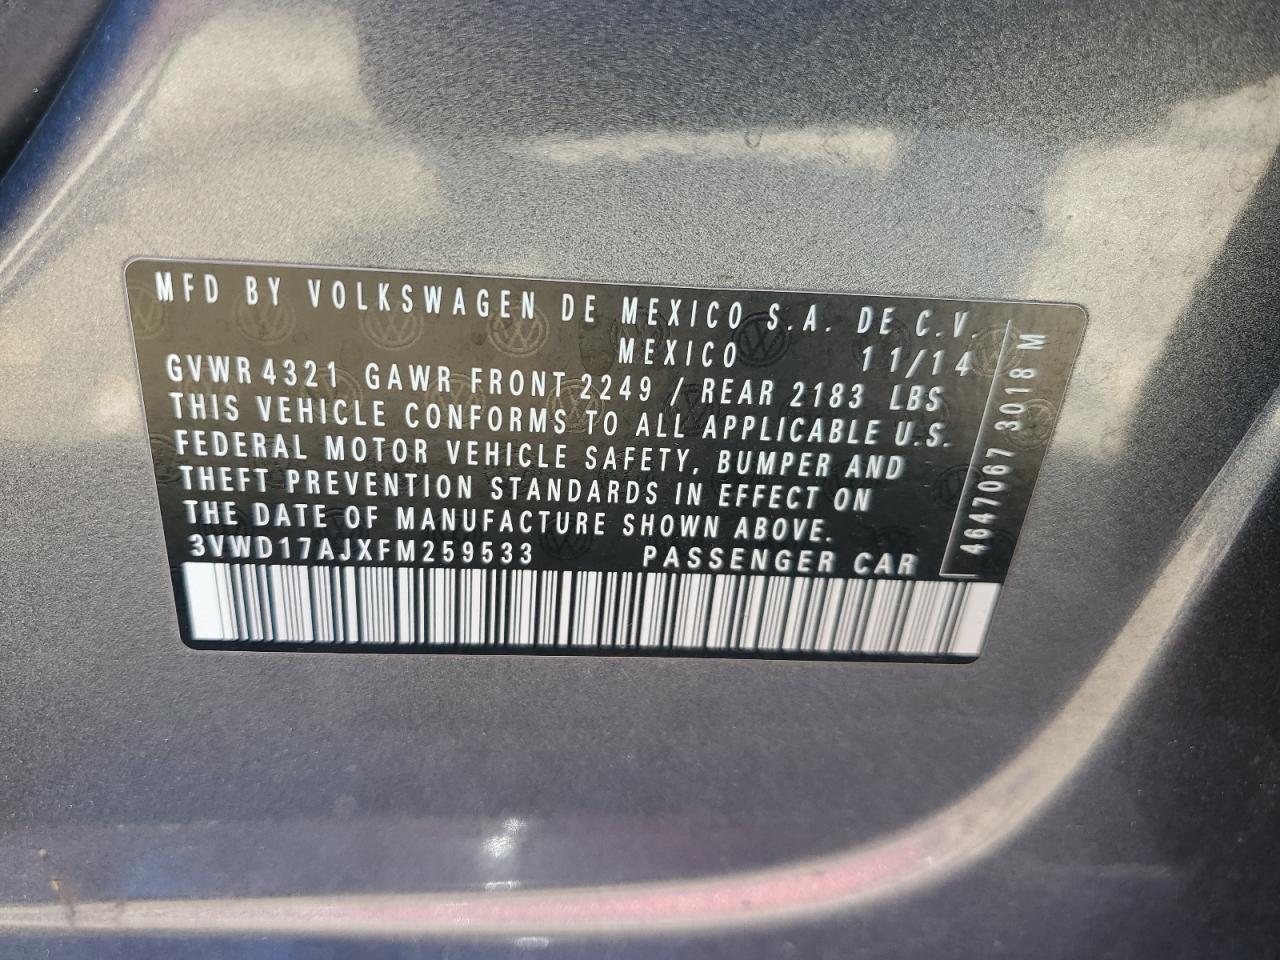 MFD BY VOLKSWAGEN DE MEXICO S.A. DE C.V.
MEXICO 11/14
GVWR 4321 GAWR FRONT 2249 / REAR 2183 LBS
THIS VEHICLE CONFORMS TO ALL APPLICABLE U.S.
FEDERAL MOTOR VEHICLE SAFETY, BUMPER AND
THEFT PREVENTION STANDARDS IN EFFECT ON
THE DATE OF MANUFACTURE SHOWN ABOVE.
3VWD17AJXFM259533 PASSENGER CAR
4647067 3018 M